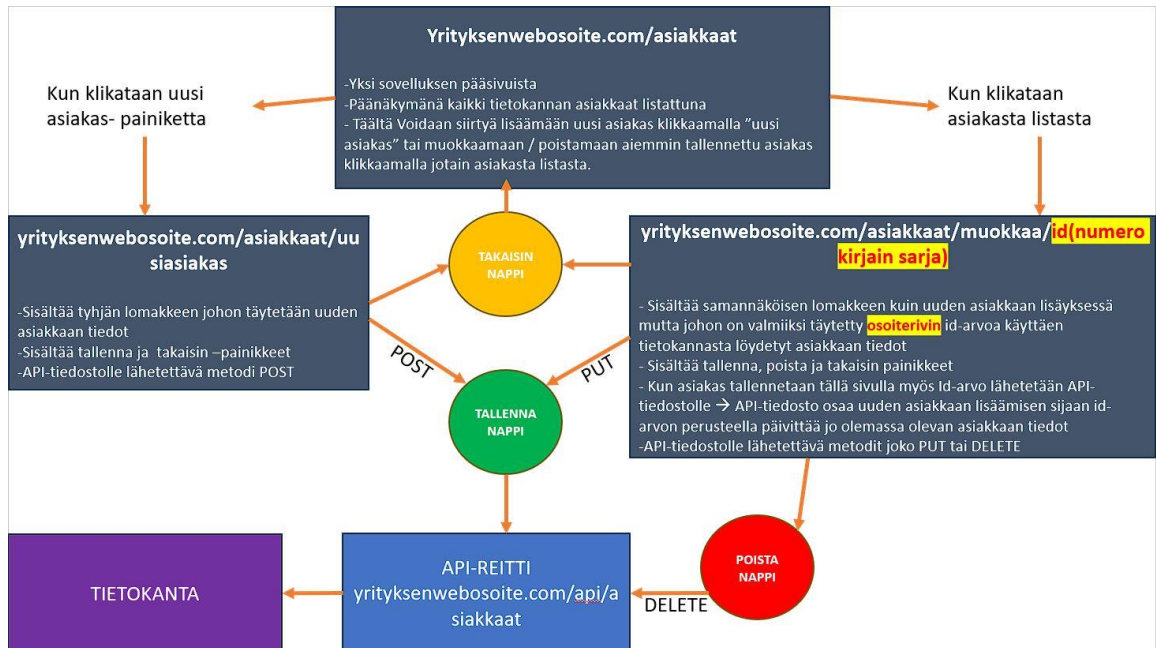 Yrityksenwebosoite.com/asiakkaat
-Yksi sovelluksen pääsivuista
-Päänäkymänä kaikki tietokannan asiakkaat listattuna
- Täältä Voidaan siirtyä lisäämään uusi asiakas klikkaamalla ”uusi
asiakas” tai muokkaamaan / poistamaan aiemmin tallennettu asiakas
klikkaamalla jotain asiakasta listasta.
Kun klikataan uusi
asiakas- painiketta
Kun klikataan
asiakasta listasta
yrityksenwebosoite.com/asiakkaat/uu
siasiakas
-Sisältää tyhjän lomakkeen johon täytetään uuden
asiakkaan tiedot
-Sisältää tallenna ja takaisin –painikkeet
-API-tiedostolle lähetettävä metodi POST
TAKAISIN
NAPPI
yrityksenwebosoite.com/asiakkaat/muokkaa/id(numero
kirjain sarja)
- Sisältää samannäköisen lomakkeen kuin uuden asiakkaan lisäyksessä
mutta johon on valmiiksi täytetty osoiterivin id-arvoa käyttäen
tietokannasta löydetyt asiakkaan tiedot
- Sisältää tallenna, poista ja takaisin painikkeet
- Kun asiakas tallennetaan tällä sivulla myös Id-arvo lähetetään API-
tiedostolle → API-tiedosto osaa uuden asiakkaan lisäämisen sijaan id-
arvon perusteella päivittää jo olemassa olevan asiakkaan tiedot
-API-tiedostolle lähetettävä metodit joko PUT tai DELETE
POST
PUT
TALLENNA
NAPPI
TIETOKANTA
API-REITTI
yrityksenwebosoite.com/api/a
siakkaat
DELETE
POISTA
NAPPI